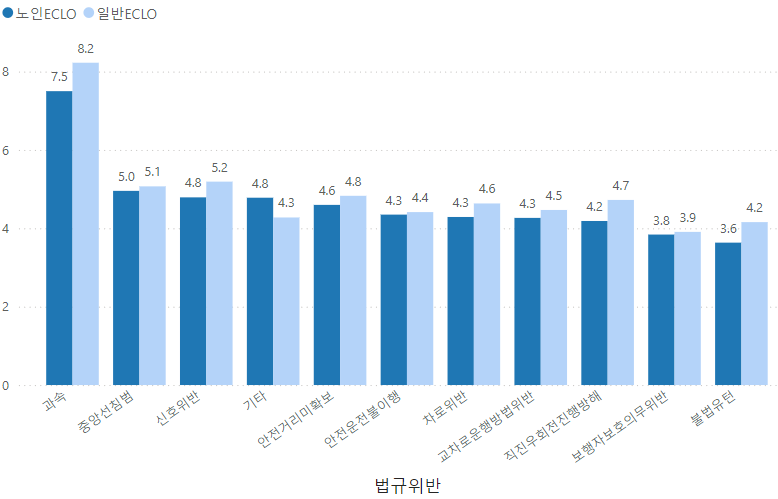 노인ECLO 일반ECLO
8.2
7.5
5.0 5.1
4.8 5.2
4.8 4.3
4.6 4.8
4.3 4.4
4.3 4.6
4.3 4.5
4.2 4.7
3.8 3.9
3.6 4.2
8
6
4
2
0
과속
중앙선침범
신호위반
기타
안전거리미확보
안전운전불이행
차로위반
교차로운행방법위반
직진우회전진행방해
보행자보호의무위반
불법유턴
법규위반